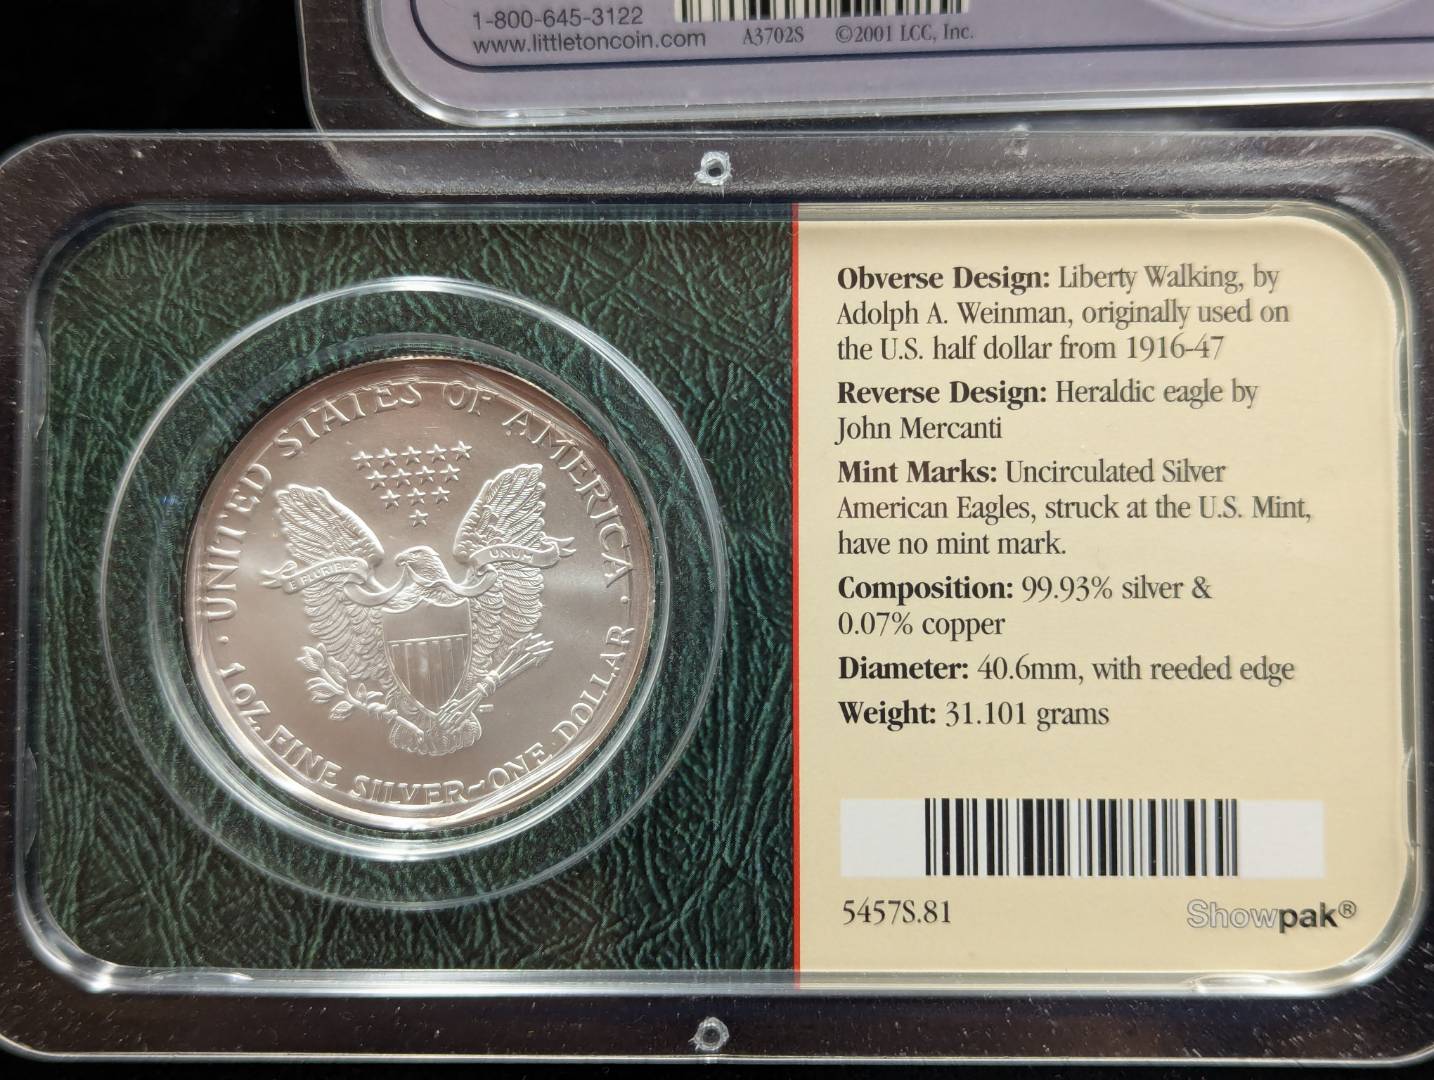 1-800-645-3122
www.littletoncoin.com A3702S ©2001 LCC, Inc.
UNITED STATES OF AMERICA
E PLURIBUS UNUM
· 1 OZ. FINE SILVER~ONE DOLLAR ·
Obverse Design: Liberty Walking, by
Adolph A. Weinman, originally used on
the U.S. half dollar from 1916-47
Reverse Design: Heraldic eagle by
John Mercanti
Mint Marks: Uncirculated Silver
American Eagles, struck at the U.S. Mint,
have no mint mark.
Composition: 99.93% silver &
0.07% copper
Diameter: 40.6mm, with reeded edge
Weight: 31.101 grams
5457S.81 Showpak®